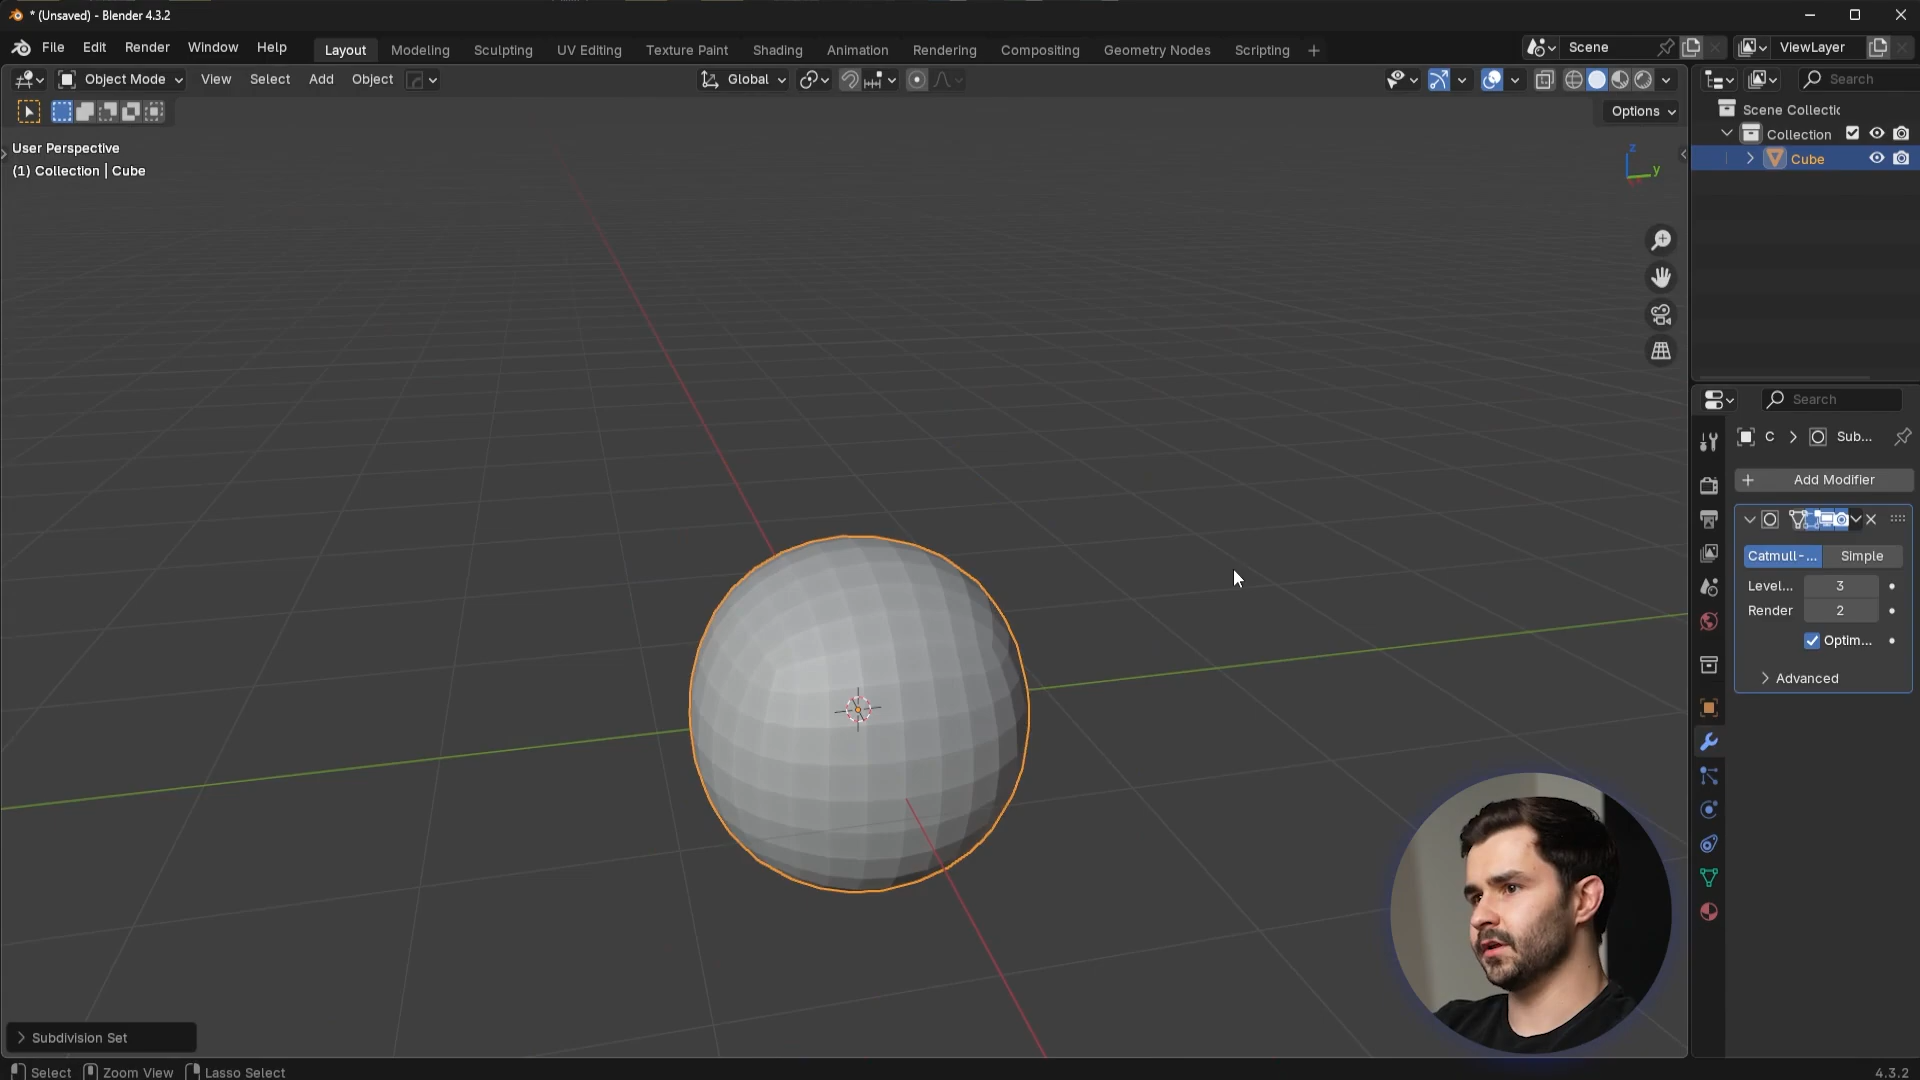 * (Unsaved) - Blender 4.3.2
File Edit Render Window Help Layout Modeling Sculpting UV Editing Texture Paint Shading Animation Rendering Compositing Geometry Nodes Scripting + Scene ViewLayer
Object Mode View Select Add Object Global Search
Options
User Perspective
(1) Collection | Cube
z
y
Scene Collectic
Collection
Cube
Search
C > Sub...
+ Add Modifier
Catmull-... Simple
Level... 3
Render 2
Optim...
> Advanced
> Subdivision Set
Select Zoom View Lasso Select 4.3.2